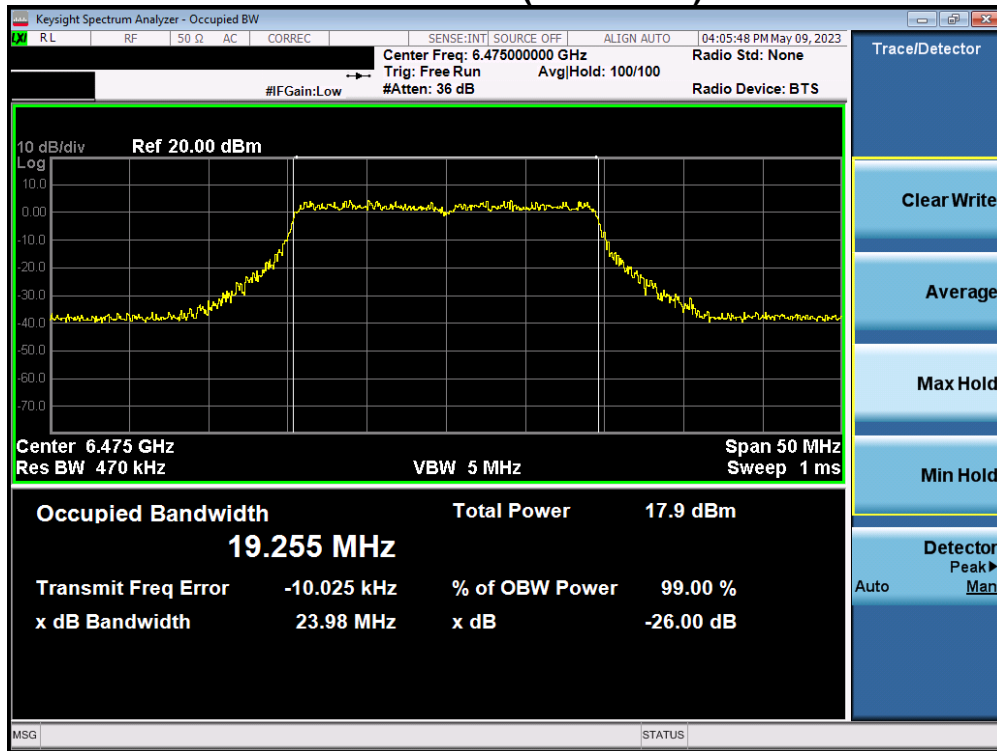 Keysight Spectrum Analyzer - Occupied BW
LXI RL RF 50 Ω AC CORREC SENSE:INT SOURCE OFF ALIGN AUTO 04:05:48 PM May 09, 2023
Center Freq: 6.475000000 GHz Radio Std: None
Trig: Free Run Avg|Hold: 100/100
#IFGain:Low #Atten: 36 dB Radio Device: BTS
10 dB/div Ref 20.00 dBm
Log
10.0
0.00
-10.0
-20.0
-30.0
-40.0
-50.0
-60.0
-70.0
Center 6.475 GHz Span 50 MHz
Res BW 470 kHz VBW 5 MHz Sweep 1 ms
Occupied Bandwidth Total Power 17.9 dBm
19.255 MHz
Transmit Freq Error -10.025 kHz % of OBW Power 99.00 %
x dB Bandwidth 23.98 MHz x dB -26.00 dB
MSG STATUS
Trace/Detector
Clear Write
Average
Max Hold
Min Hold
Detector
Peak▶
Auto Man